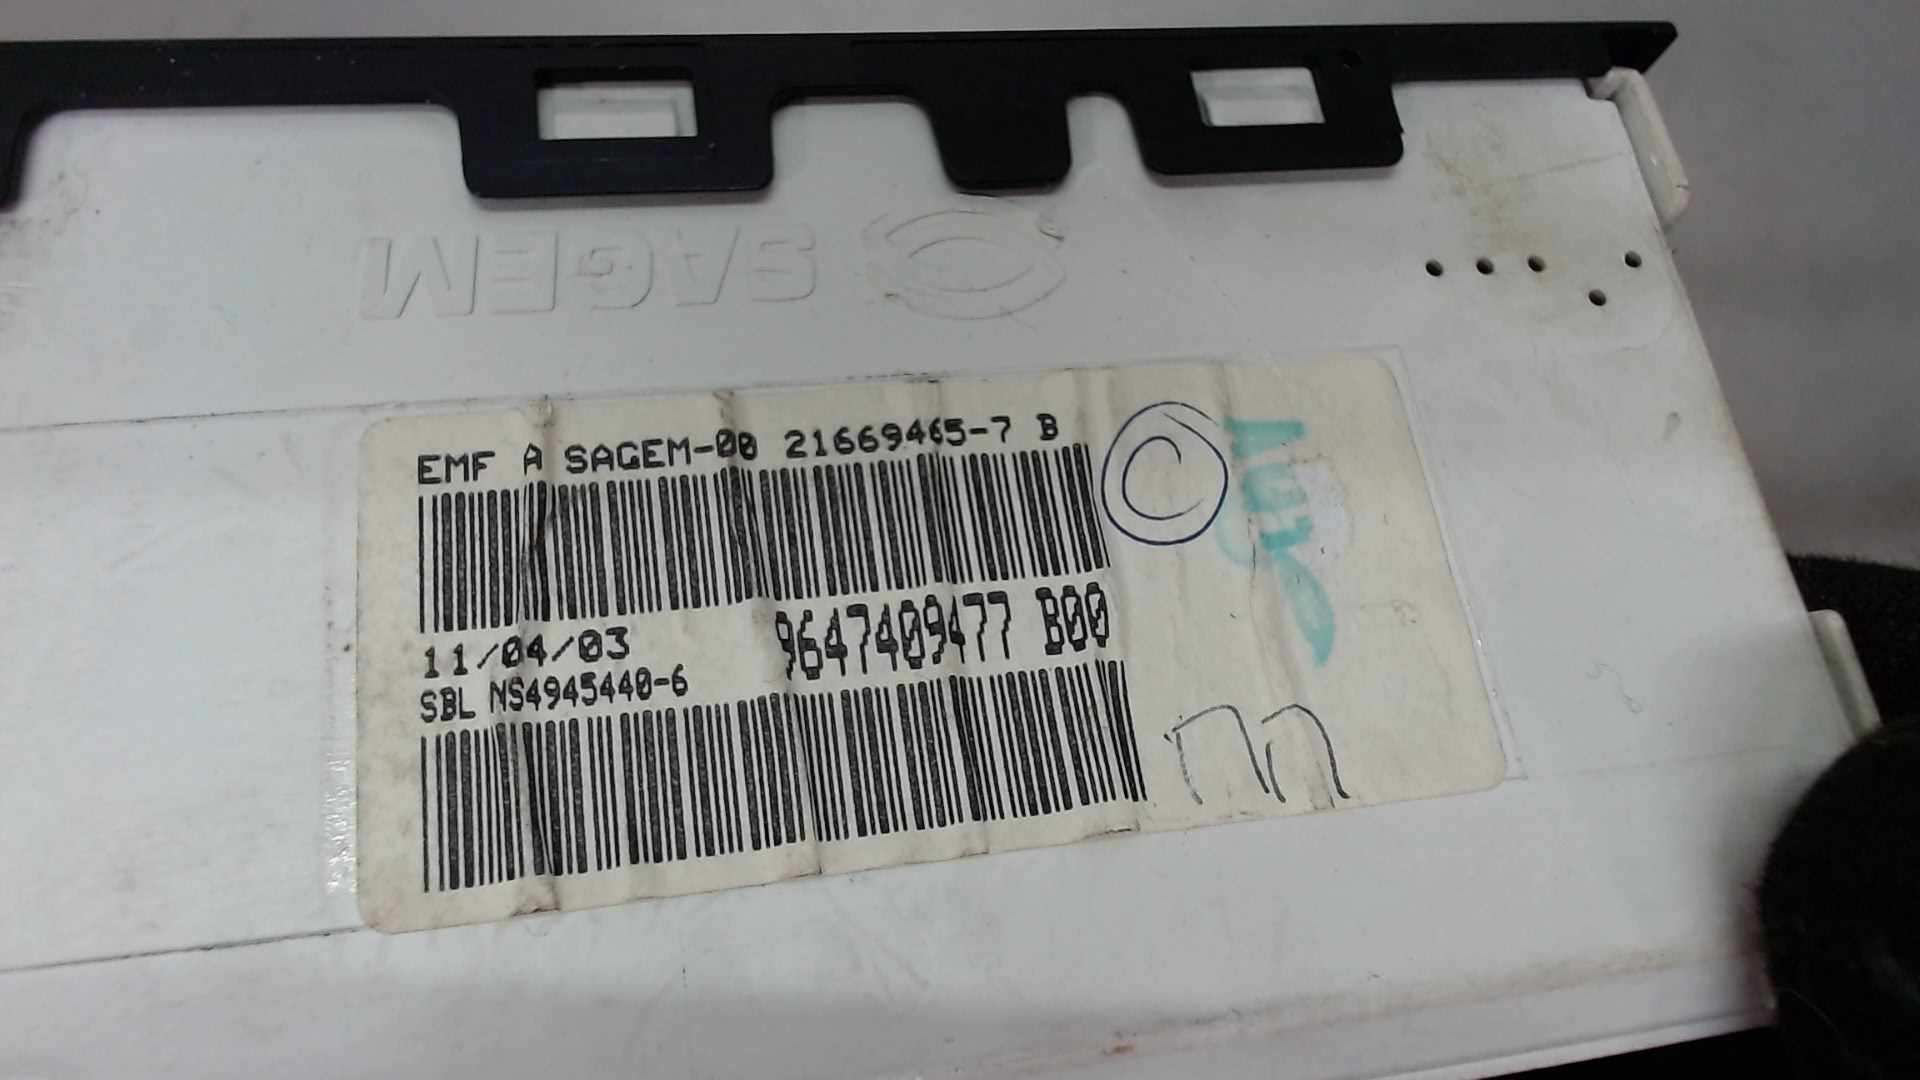 SAGEM
EMF A SAGEM-00 21669465-7 B
11/04/03
9647409477 B00
SBL NS4945440-6
C